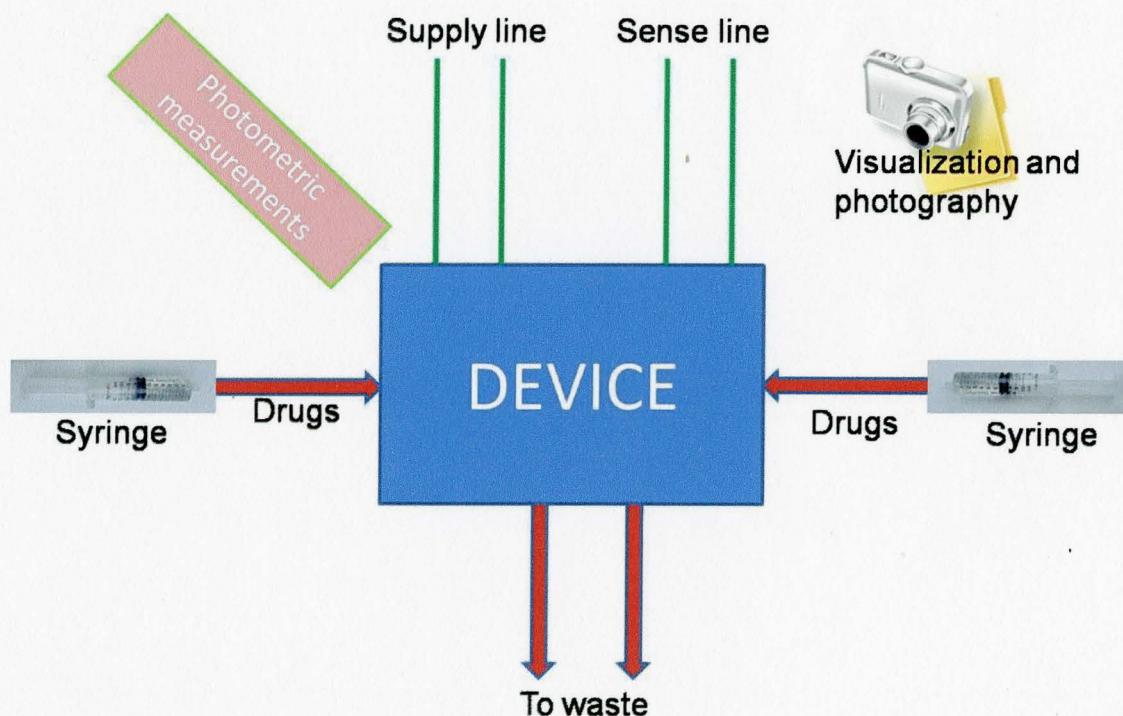 Supply line
Sense line
Photometric
measurements
Visualization and
photography
DEVICE
Drugs
Syringe
Drugs
Syringe
To waste